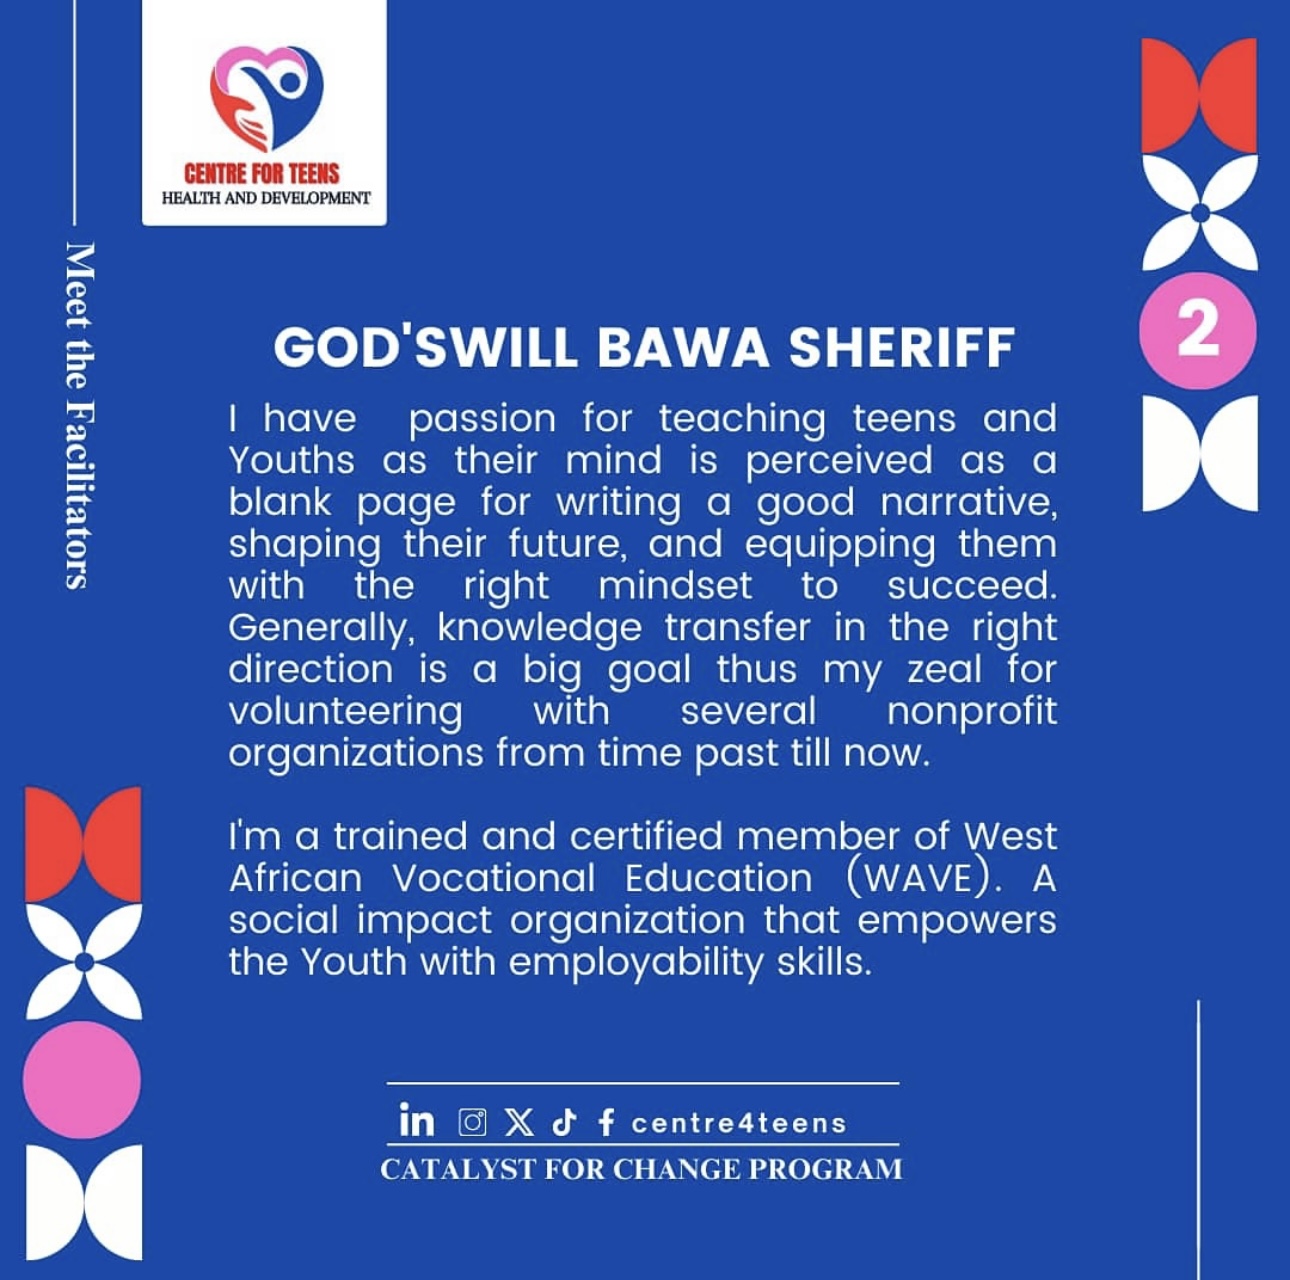 CENTRE FOR TEENS
HEALTH AND DEVELOPMENT
Meet the Facilitators
2
GOD'SWILL BAWA SHERIFF
I have passion for teaching teens and
Youths as their mind is perceived as a
blank page for writing a good narrative,
shaping their future, and equipping them
with the right mindset to succeed.
Generally, knowledge transfer in the right
direction is a big goal thus my zeal for
volunteering with several nonprofit
organizations from time past till now.
I'm a trained and certified member of West
African Vocational Education (WAVE). A
social impact organization that empowers
the Youth with employability skills.
centre4teens
CATALYST FOR CHANGE PROGRAM